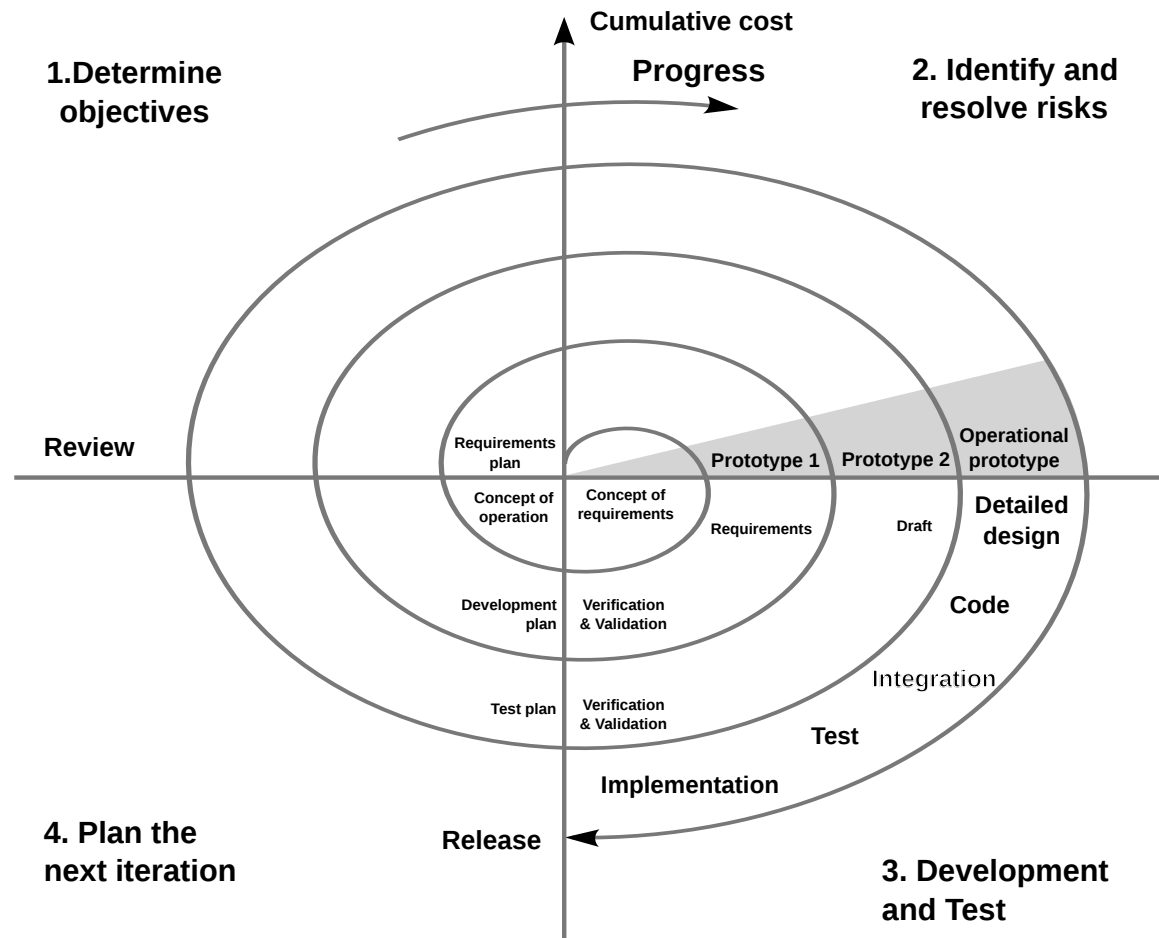 Cumulative cost
Progress
1.Determine
objectives
2. Identify and
resolve risks
Review
Requirements
plan
Prototype 1
Prototype 2
Operational
prototype
Concept of
operation
Concept of
requirements
Requirements
Draft
Detailed
design
Development
plan
Verification
& Validation
Code
Integration
Test plan
Verification
& Validation
Test
Implementation
Release
4. Plan the
next iteration
3. Development
and Test